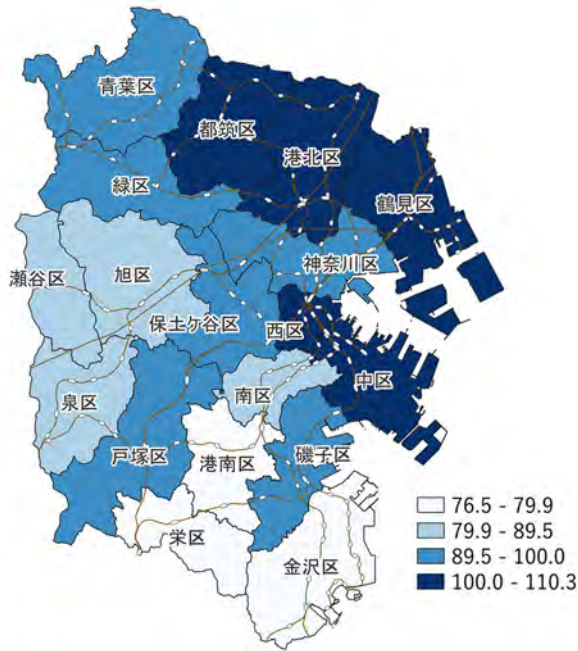 青葉区
都筑区
港北区
緑区
鶴見区
神奈川区
瀬谷区
旭区
保土ケ谷区
西区
中区
泉区
南区
戸塚区
港南区
磯子区
栄区
金沢区
76.5 - 79.9
79.9 - 89.5
89.5 - 100.0
100.0 - 110.3